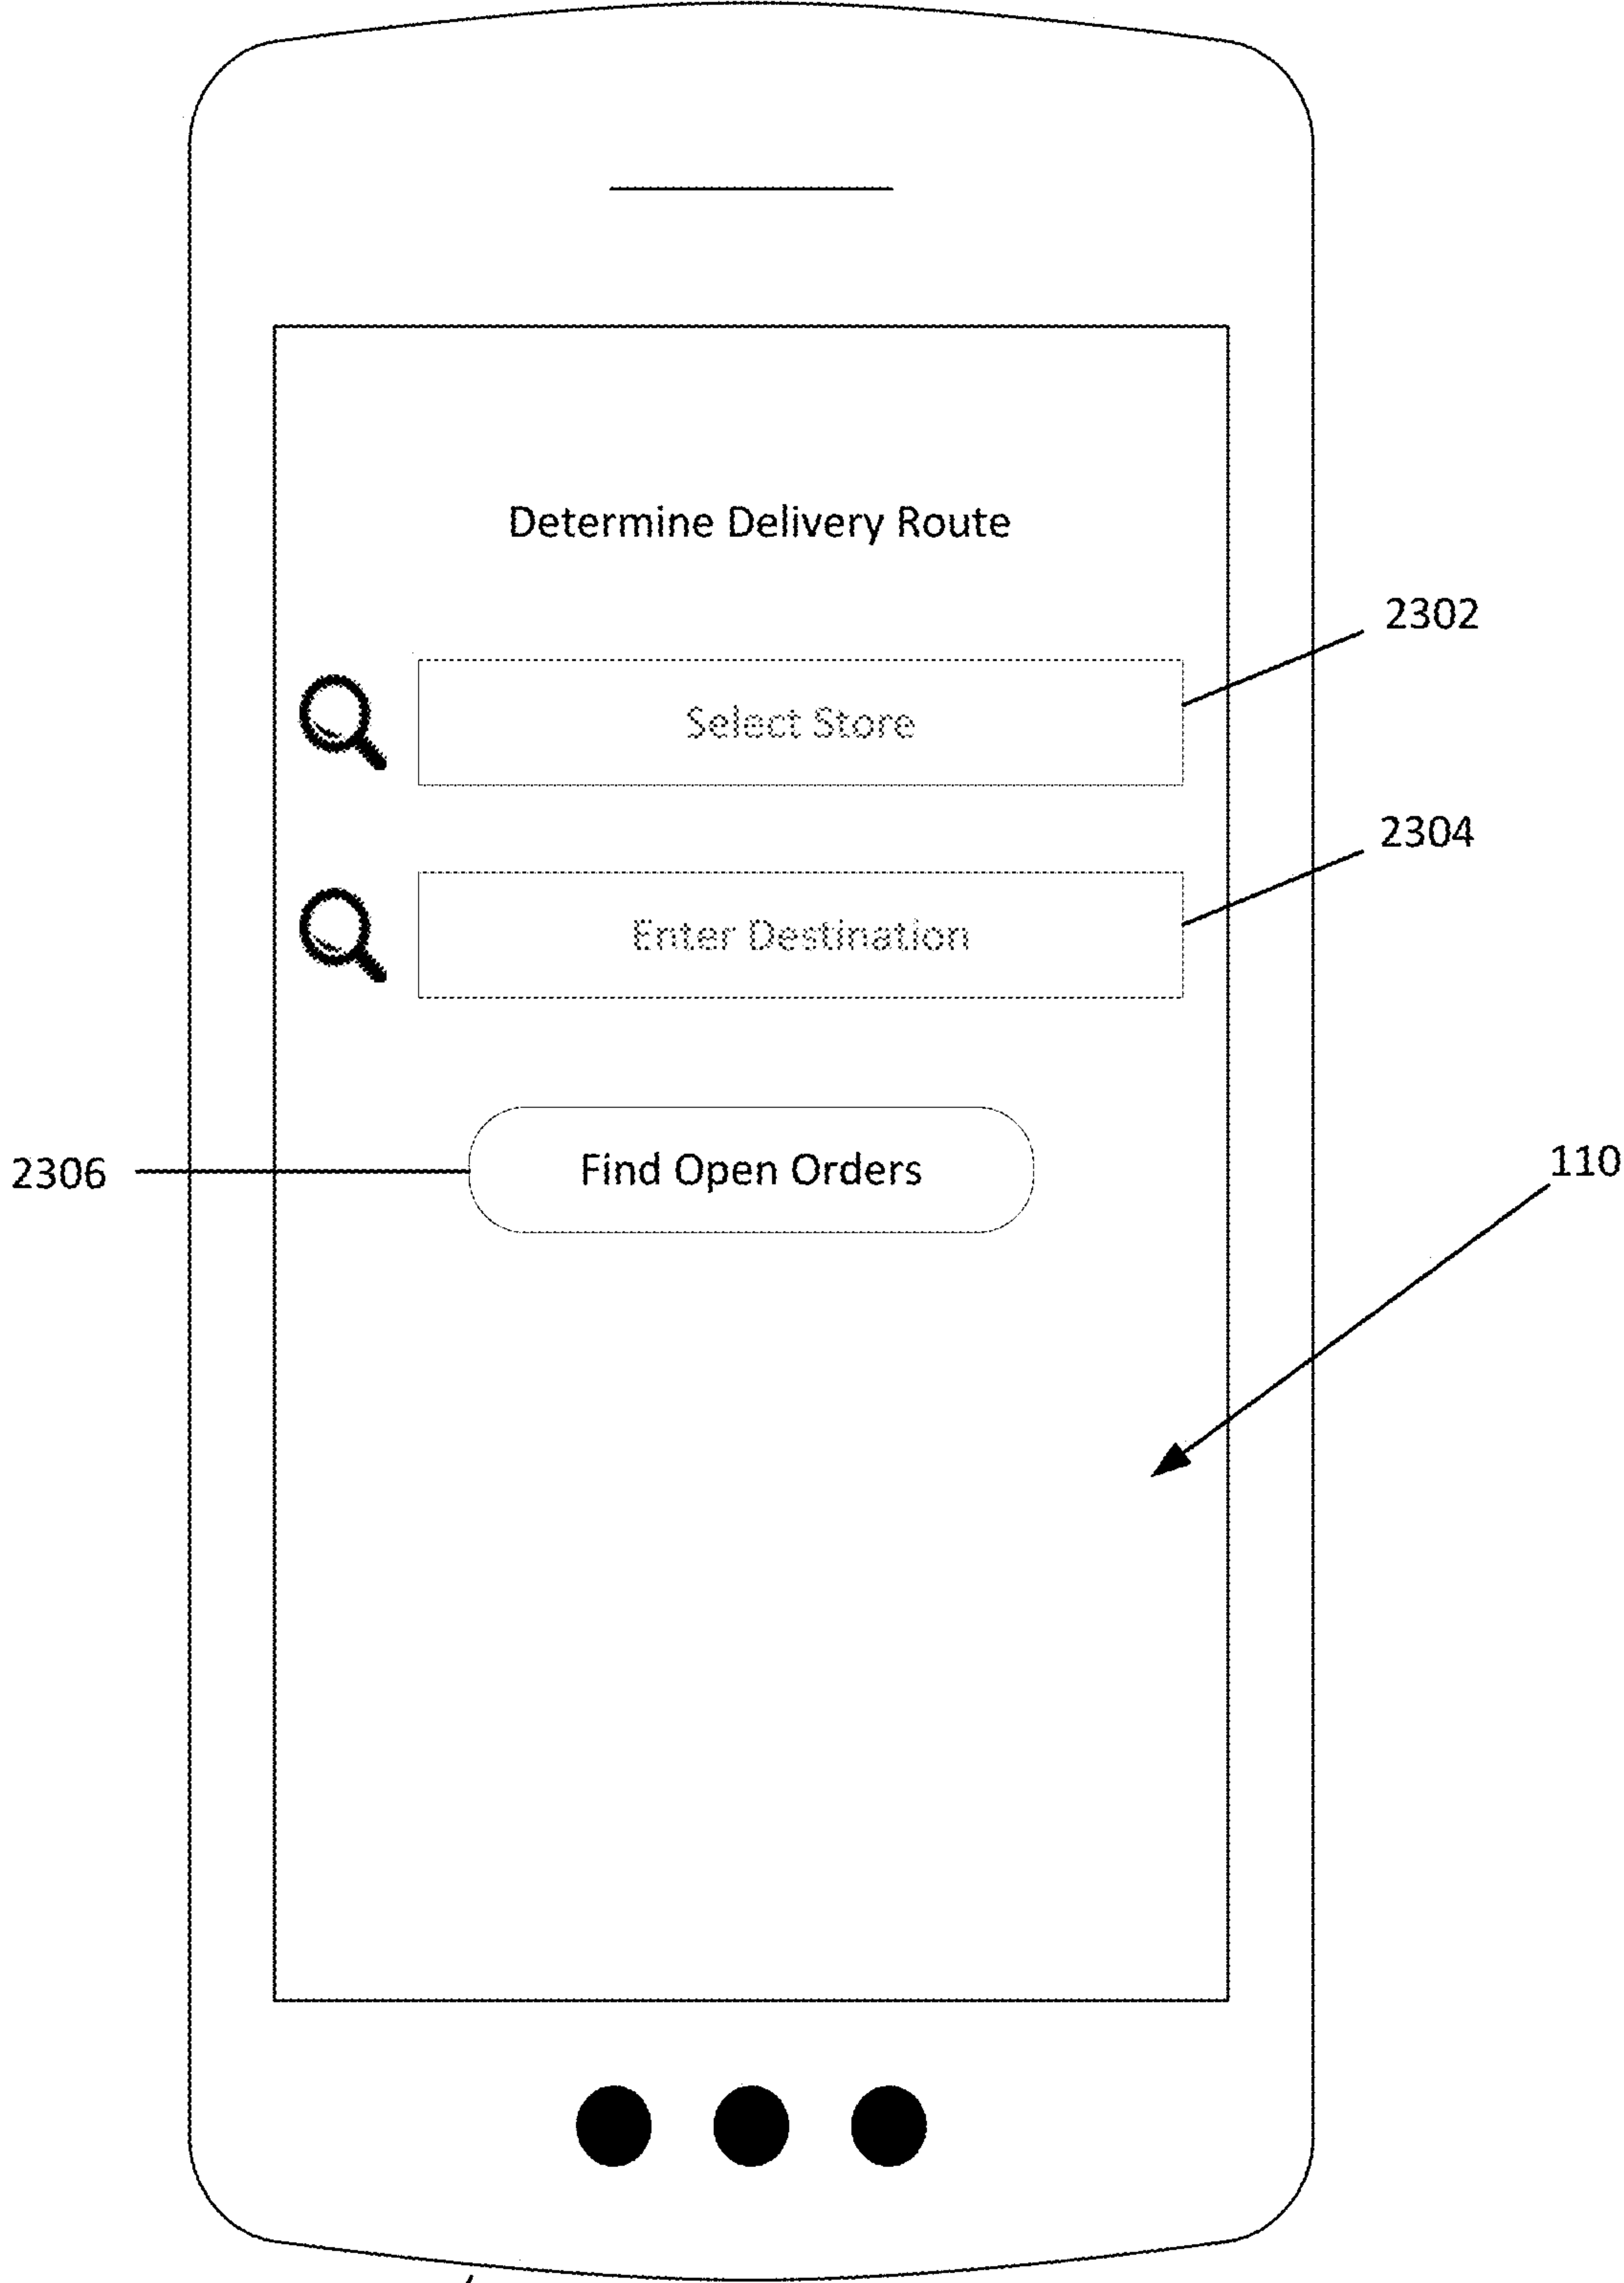 Determine Delivery Route
2302
Select Store
2304
Enter Destination
2306
Find Open Orders
110